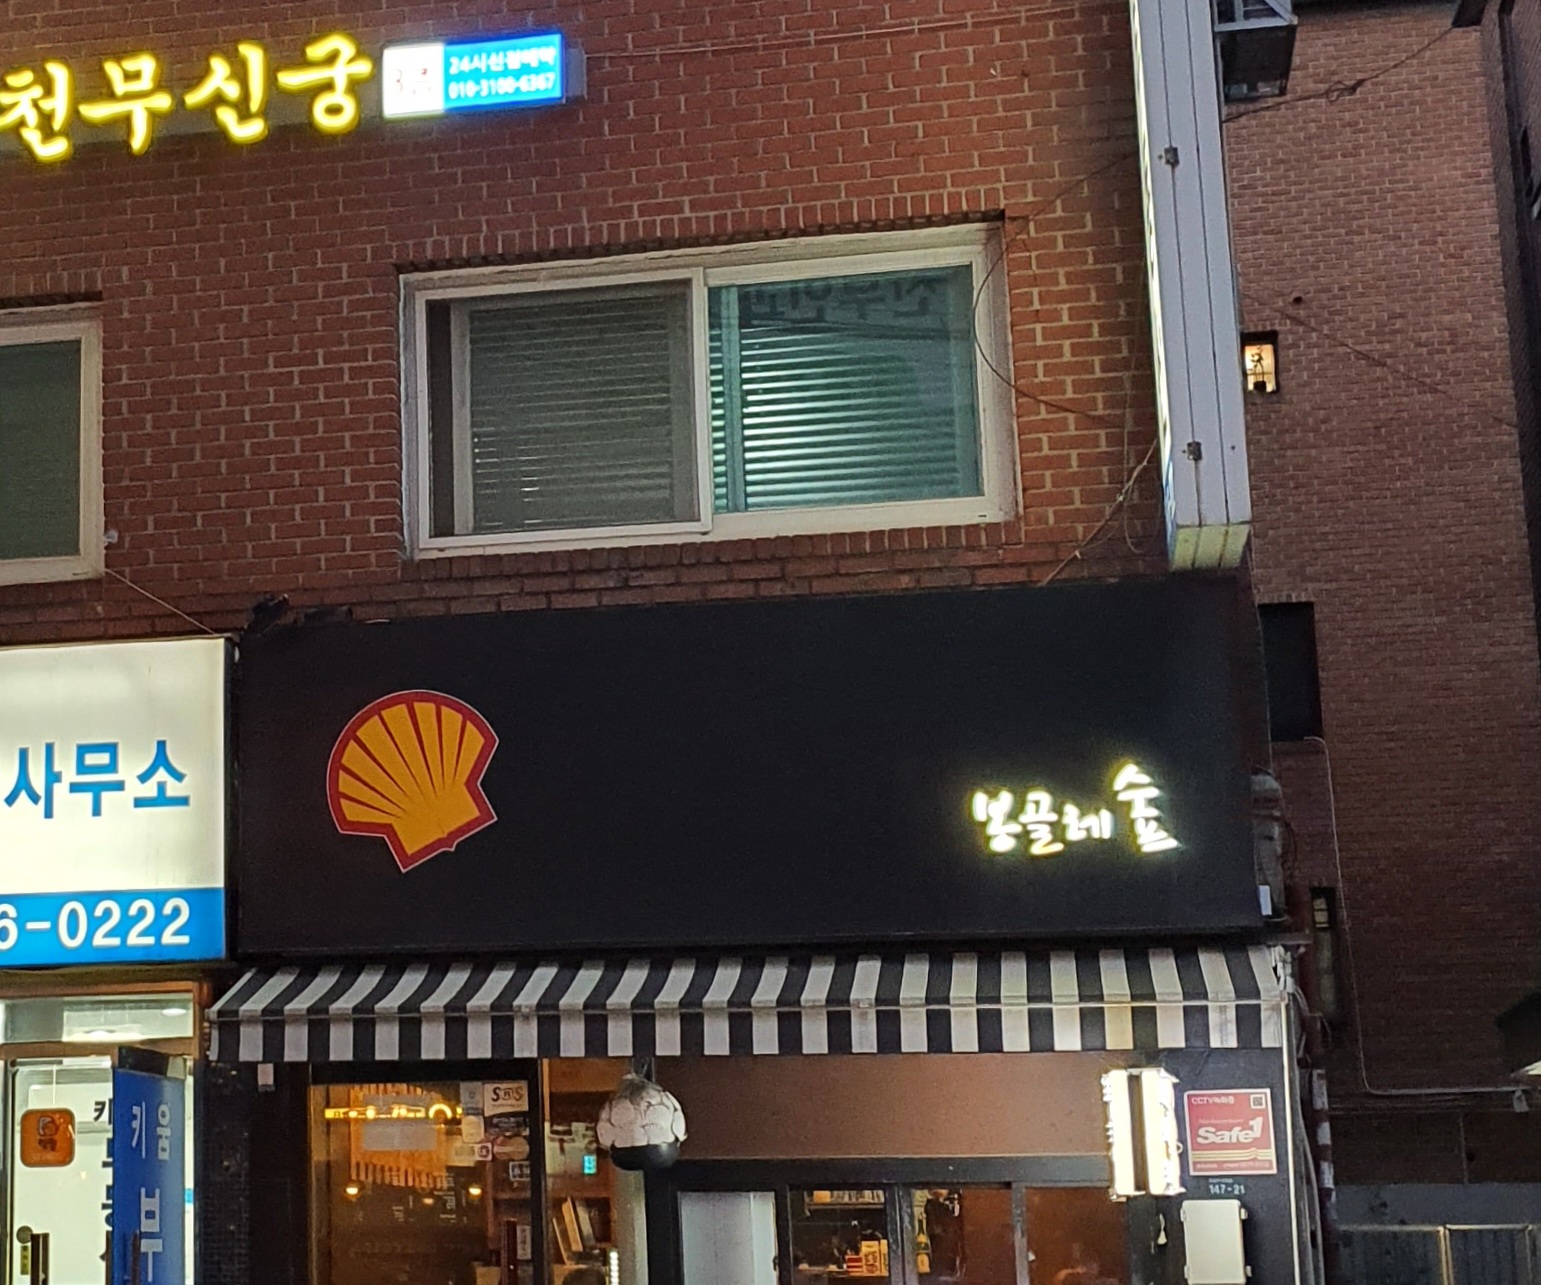 천무신궁
24시신점예약
010-3100-6267
사무소
6-0222
봉골레숲
Safe1
147-21